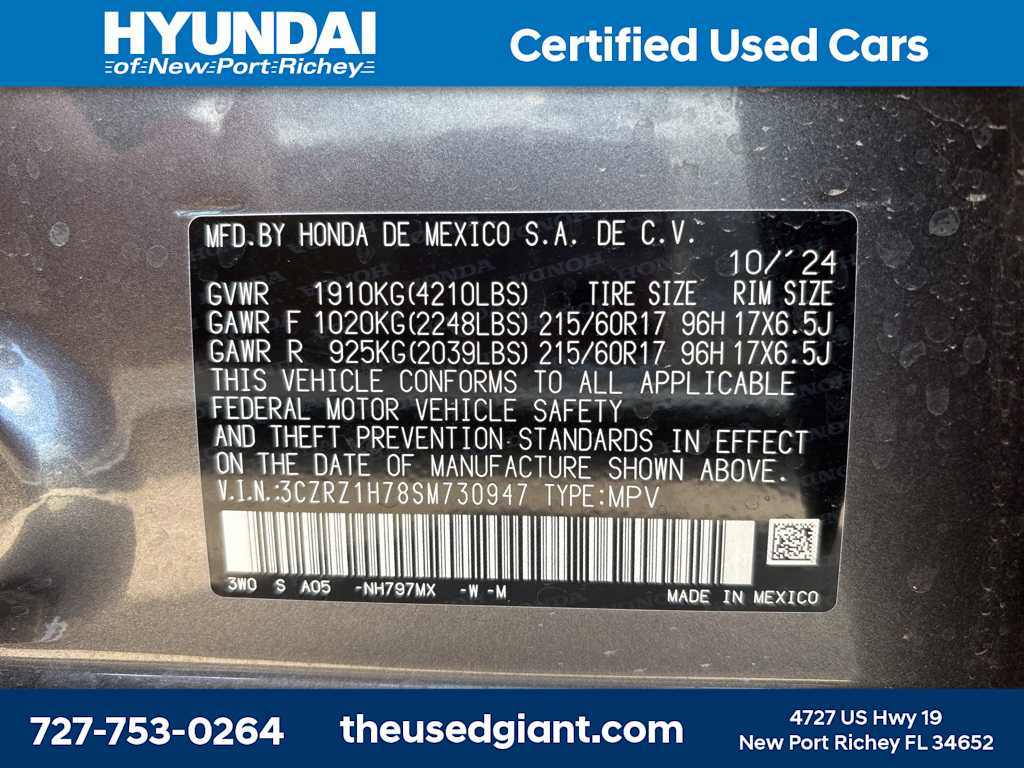 HYUNDAI
of New Port Richey
Certified Used Cars
MFD.BY HONDA DE MEXICO S.A. DE C.V.
10/'24
GVWR 1910KG(4210LBS) TIRE SIZE RIM SIZE
GAWR F 1020KG(2248LBS) 215/60R17 96H 17X6.5J
GAWR R 925KG(2039LBS) 215/60R17 96H 17X6.5J
THIS VEHICLE CONFORMS TO ALL APPLICABLE
FEDERAL MOTOR VEHICLE SAFETY
AND THEFT PREVENTION STANDARDS IN EFFECT
ON THE DATE OF MANUFACTURE SHOWN ABOVE.
V.I.N.:3CZRZ1H78SM730947 TYPE:MPV
3W0 S A05 -NH797MX -W -M
MADE IN MEXICO
727-753-0264
theusedgiant.com
4727 US Hwy 19
New Port Richey FL 34652